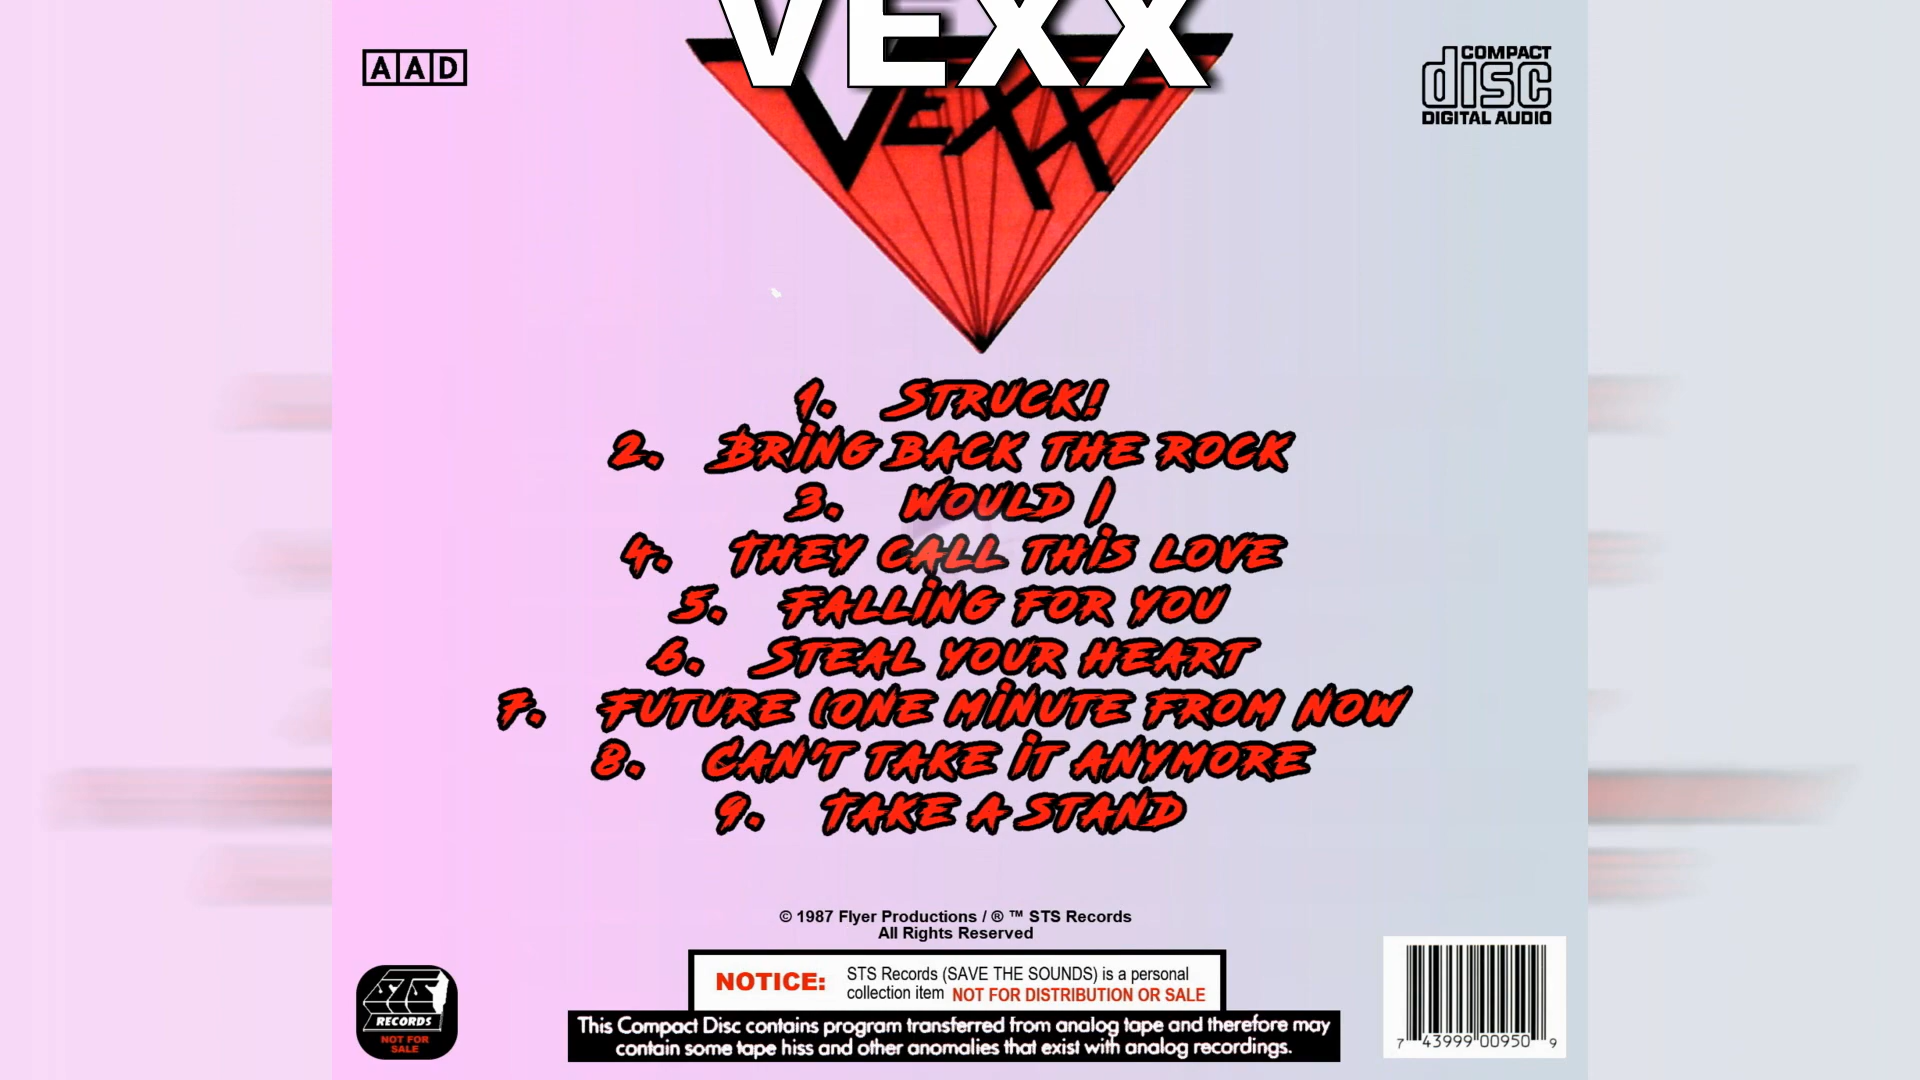 VEXX
AAD
COMPACT
disc
DIGITAL AUDIO
VEXX
1. STRUCK!
2. BRING BACK THE ROCK
3. WOULD I
4. THEY CALL THIS LOVE
5. FALLING FOR YOU
6. STEAL YOUR HEART
7. FUTURE (ONE MINUTE FROM NOW
8. CAN'T TAKE IT ANYMORE
9. TAKE A STAND
© 1987 Flyer Productions / ® ™ STS Records
All Rights Reserved
NOTICE: STS Records (SAVE THE SOUNDS) is a personal
collection item NOT FOR DISTRIBUTION OR SALE
STS
RECORDS
NOT FOR
SALE
This Compact Disc contains program transferred from analog tape and therefore may
contain some tape hiss and other anomalies that exist with analog recordings.
7 43999 00950 9